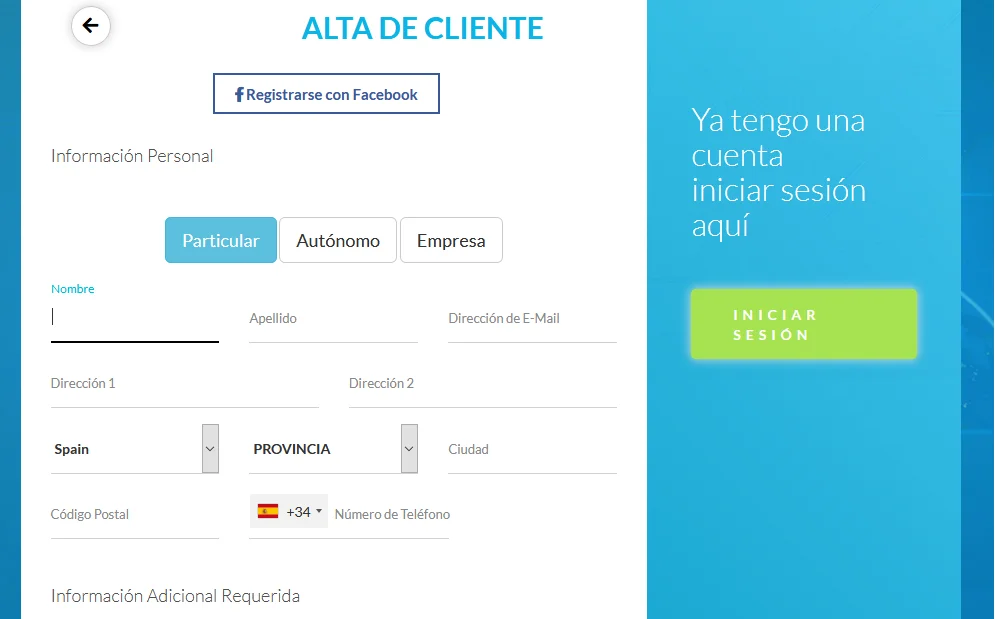 ALTA DE CLIENTE
Registrarse con Facebook
Información Personal
Particular
Autónomo
Empresa
Nombre
Apellido
Dirección de E-Mail
Dirección 1
Dirección 2
Spain
PROVINCIA
Ciudad
Código Postal
+34
Número de Teléfono
Información Adicional Requerida
Ya tengo una
cuenta
iniciar sesión
aquí
INICIAR
SESIÓN